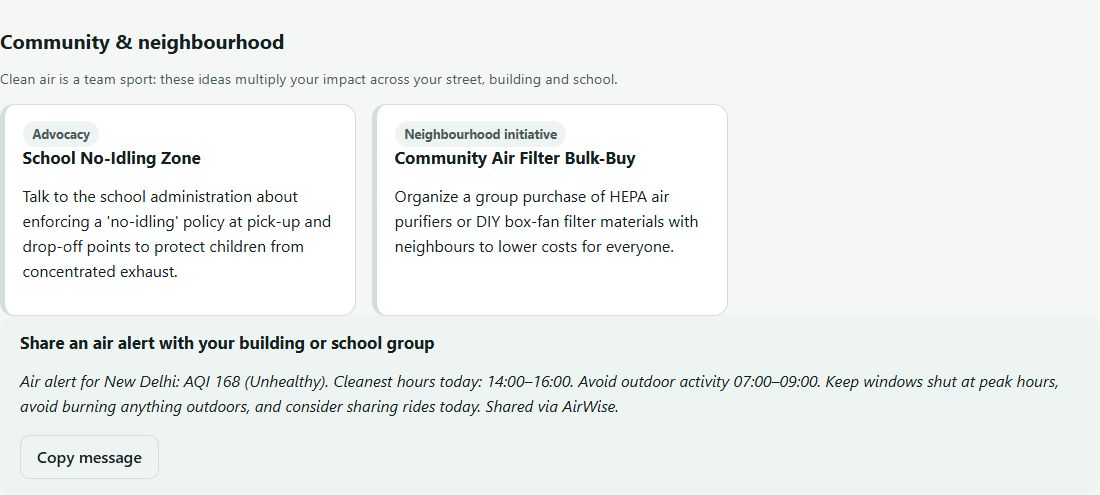 Community & neighbourhood
Clean air is a team sport: these ideas multiply your impact across your street, building and school.
Advocacy
School No-Idling Zone
Talk to the school administration about
enforcing a 'no-idling' policy at pick-up and
drop-off points to protect children from
concentrated exhaust.
Neighbourhood initiative
Community Air Filter Bulk-Buy
Organize a group purchase of HEPA air
purifiers or DIY box-fan filter materials with
neighbours to lower costs for everyone.
Share an air alert with your building or school group
Air alert for New Delhi: AQI 168 (Unhealthy). Cleanest hours today: 14:00–16:00. Avoid outdoor activity 07:00–09:00. Keep windows shut at peak hours,
avoid burning anything outdoors, and consider sharing rides today. Shared via AirWise.
Copy message